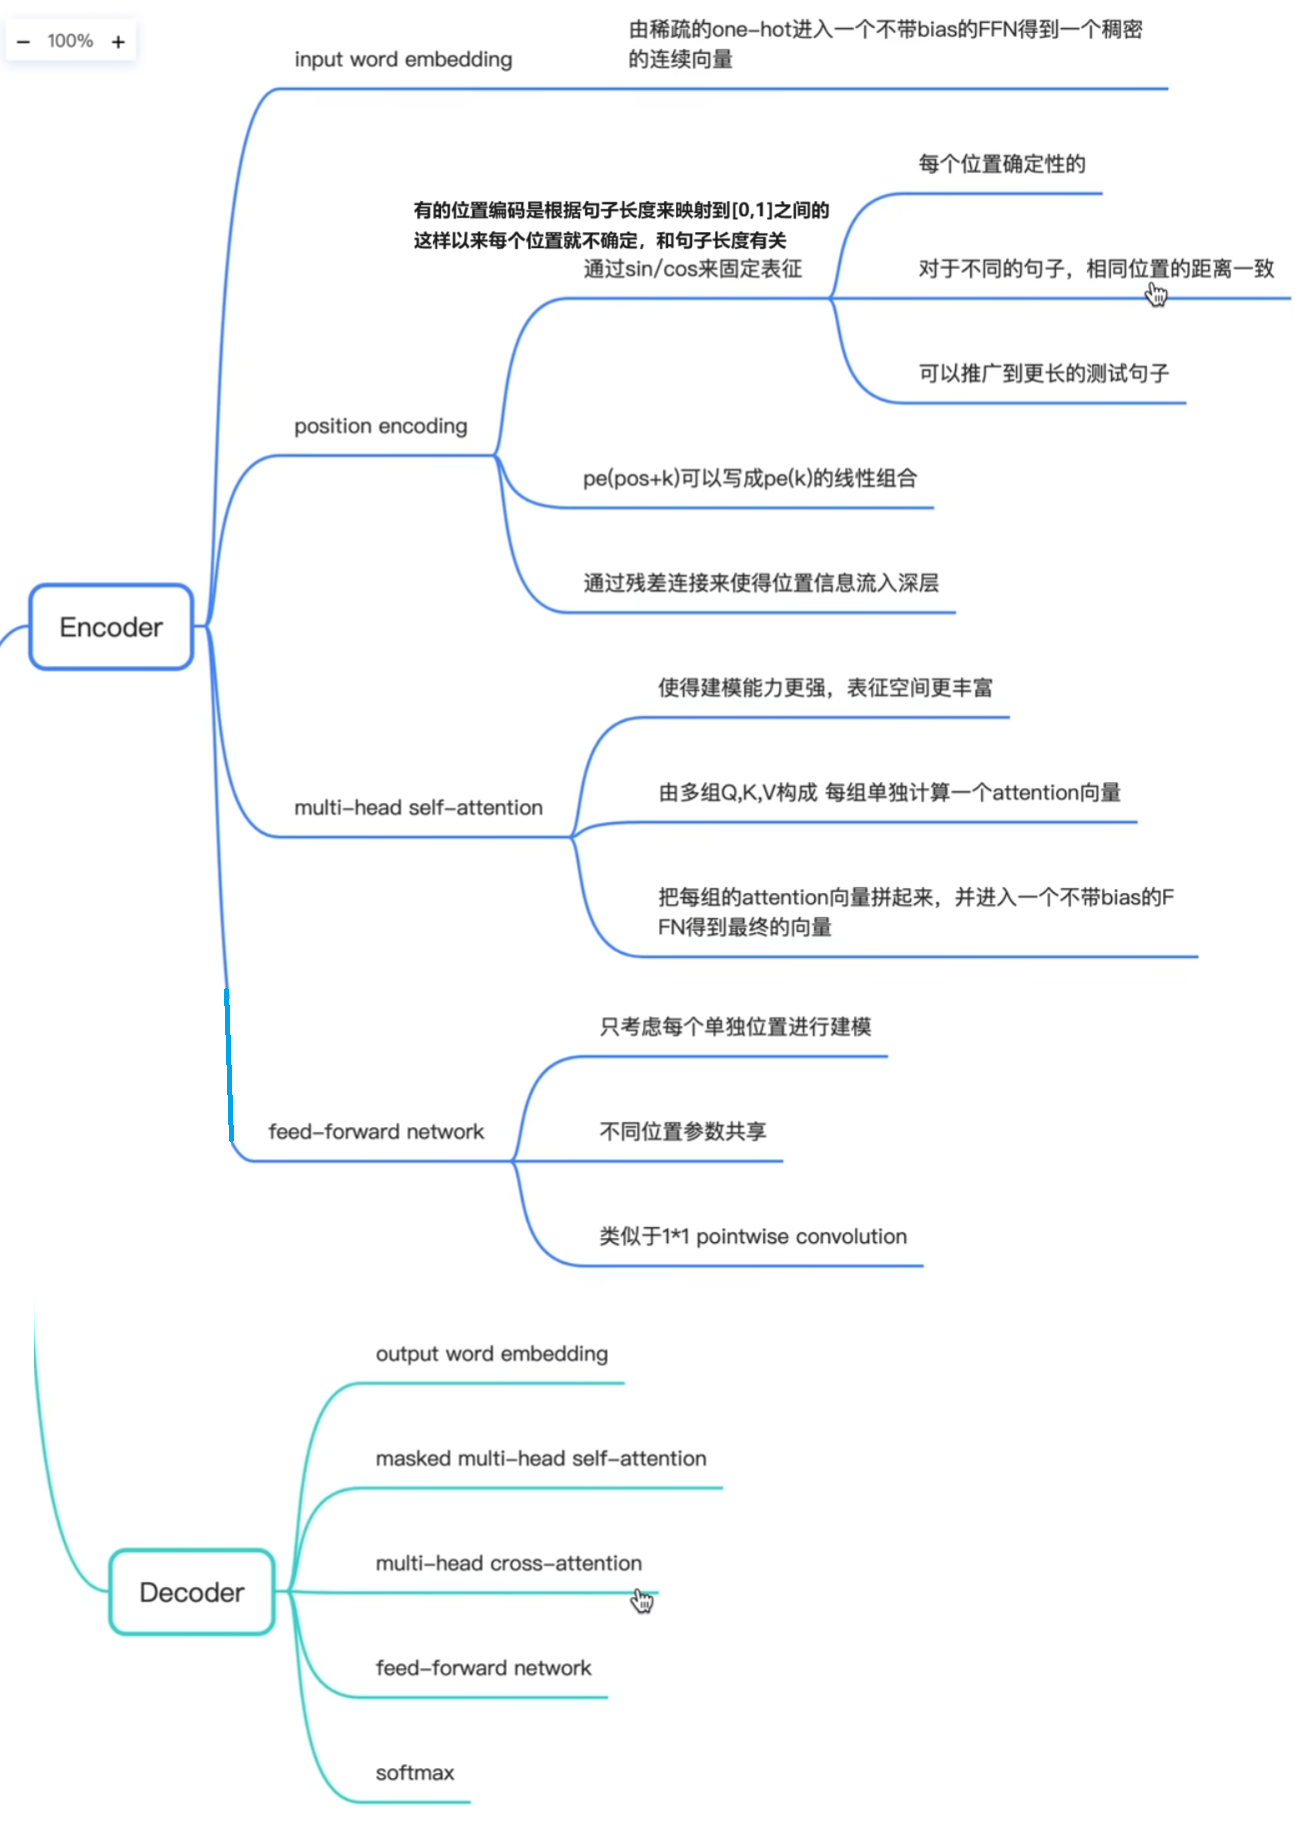 − 100% +
由稀疏的one-hot进入一个不带bias的FFN得到一个稠密
的连续向量
input word embedding
每个位置确定性的
有的位置编码是根据句子长度来映射到[0,1]之间的
这样以来每个位置就不确定，和句子长度有关
通过sin/cos来固定表征
对于不同的句子，相同位置的距离一致
可以推广到更长的测试句子
position encoding
pe(pos+k)可以写成pe(k)的线性组合
通过残差连接来使得位置信息流入深层
Encoder
使得建模能力更强，表征空间更丰富
由多组Q,K,V构成 每组单独计算一个attention向量
multi-head self-attention
把每组的attention向量拼起来，并进入一个不带bias的F
FN得到最终的向量
只考虑每个单独位置进行建模
feed-forward network
不同位置参数共享
类似于1*1 pointwise convolution
output word embedding
masked multi-head self-attention
multi-head cross-attention
Decoder
feed-forward network
softmax